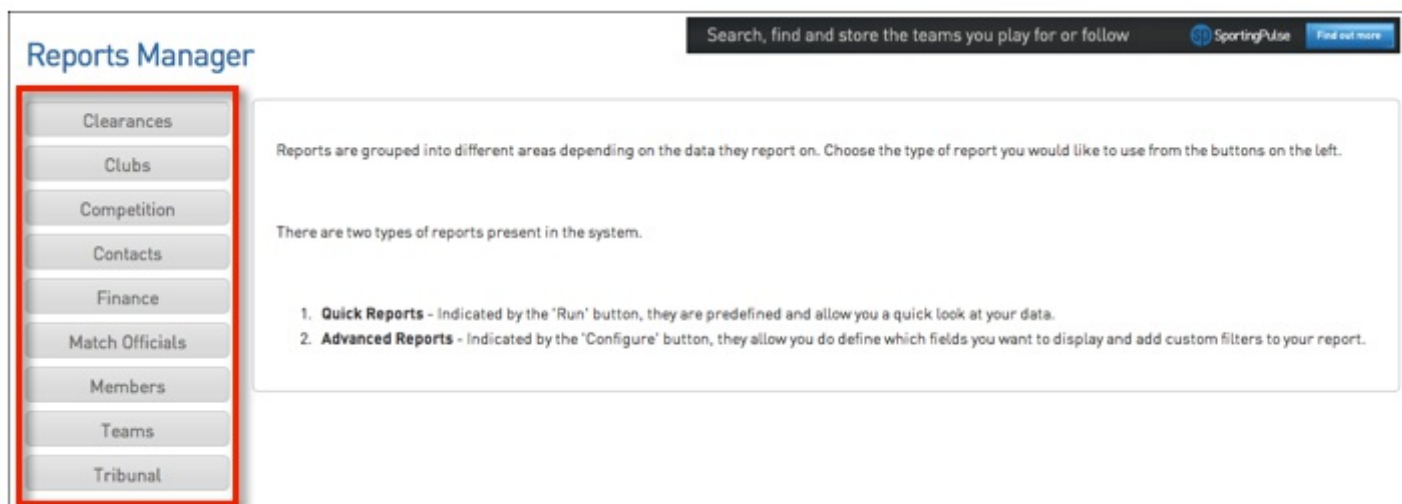 Search, find and store the teams you play for or follow
SP SportingPulse
Find out more
Reports Manager
Clearances
Clubs
Competition
Contacts
Finance
Match Officials
Members
Teams
Tribunal
Reports are grouped into different areas depending on the data they report on. Choose the type of report you would like to use from the buttons on the left.
There are two types of reports present in the system.
1. Quick Reports - Indicated by the 'Run' button, they are predefined and allow you a quick look at your data.
2. Advanced Reports - Indicated by the 'Configure' button, they allow you do define which fields you want to display and add custom filters to your report.